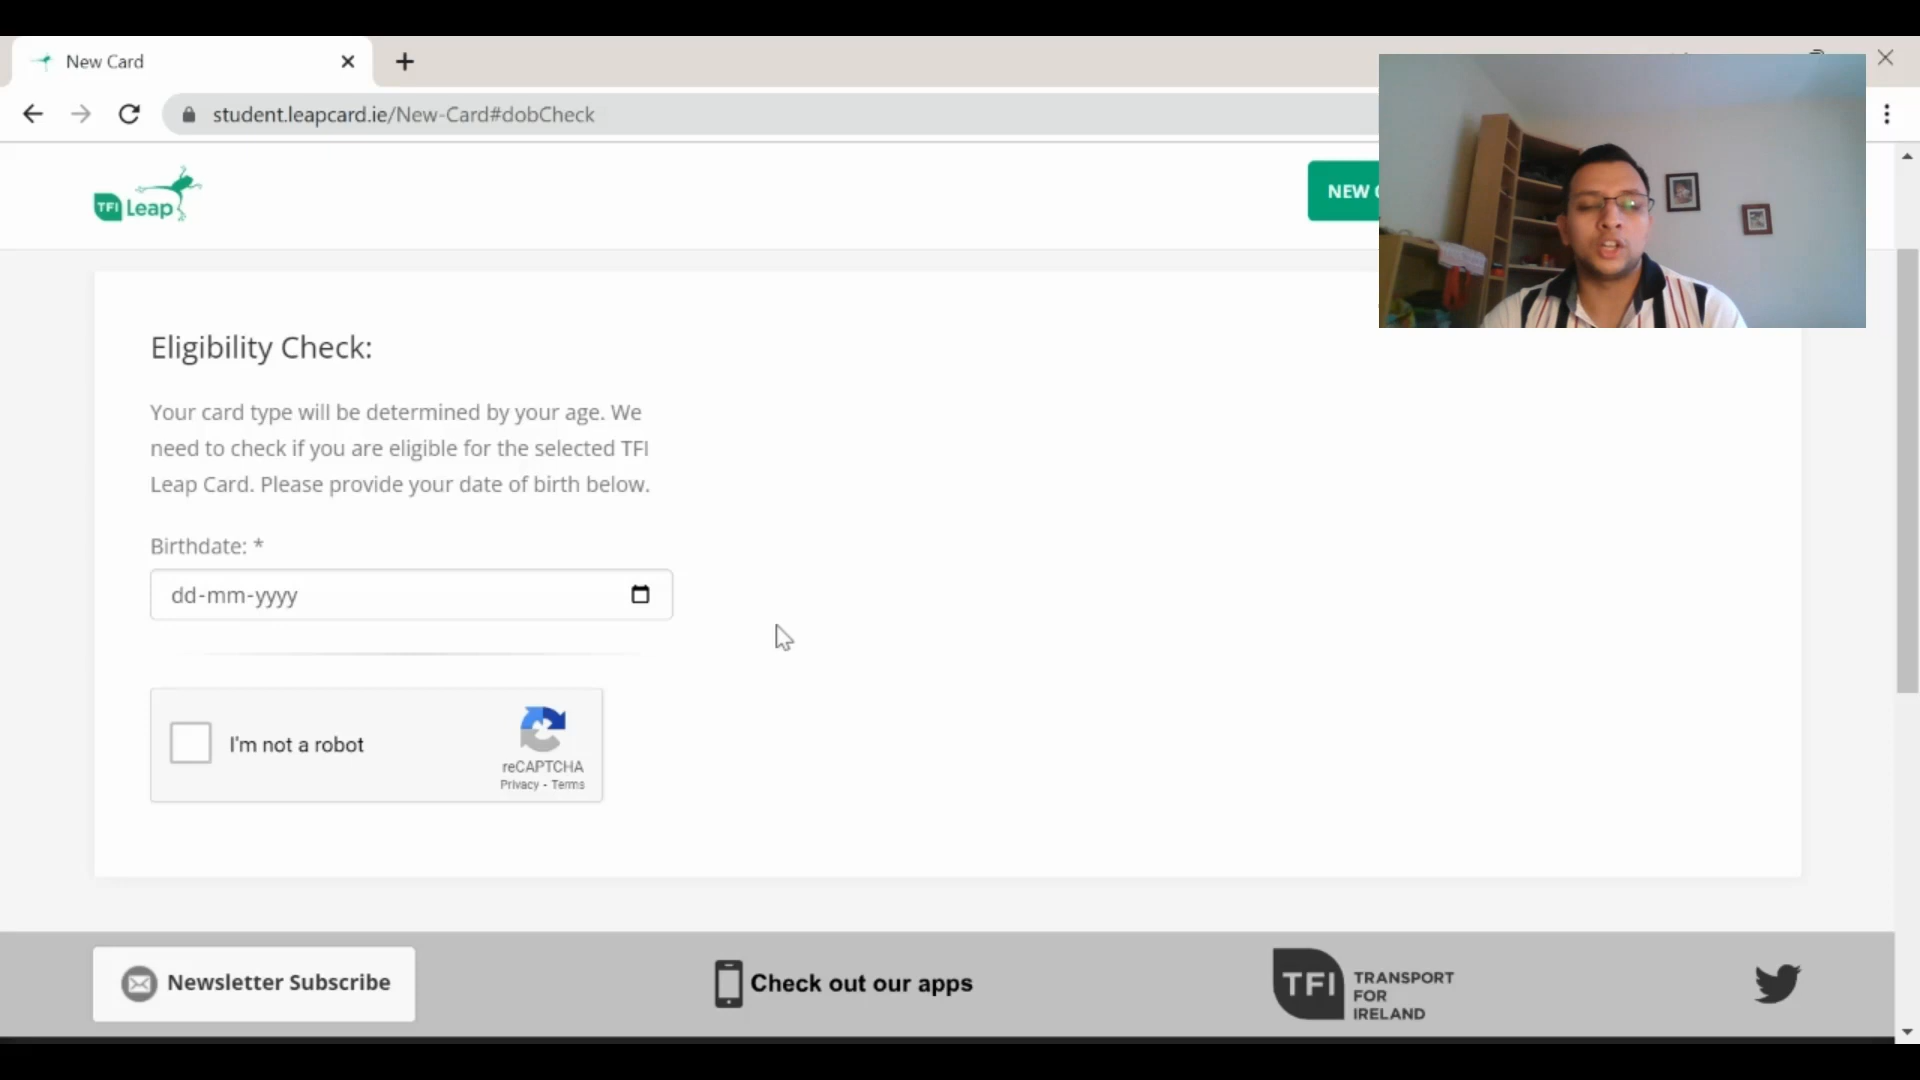 New Card
student.leapcard.ie/New-Card#dobCheck
TFI Leap
NEW
Eligibility Check:
Your card type will be determined by your age. We
need to check if you are eligible for the selected TFI
Leap Card. Please provide your date of birth below.
Birthdate: *
dd-mm-yyyy
I'm not a robot
reCAPTCHA
Privacy - Terms
Newsletter Subscribe
Check out our apps
TFI
TRANSPORT
FOR
IRELAND